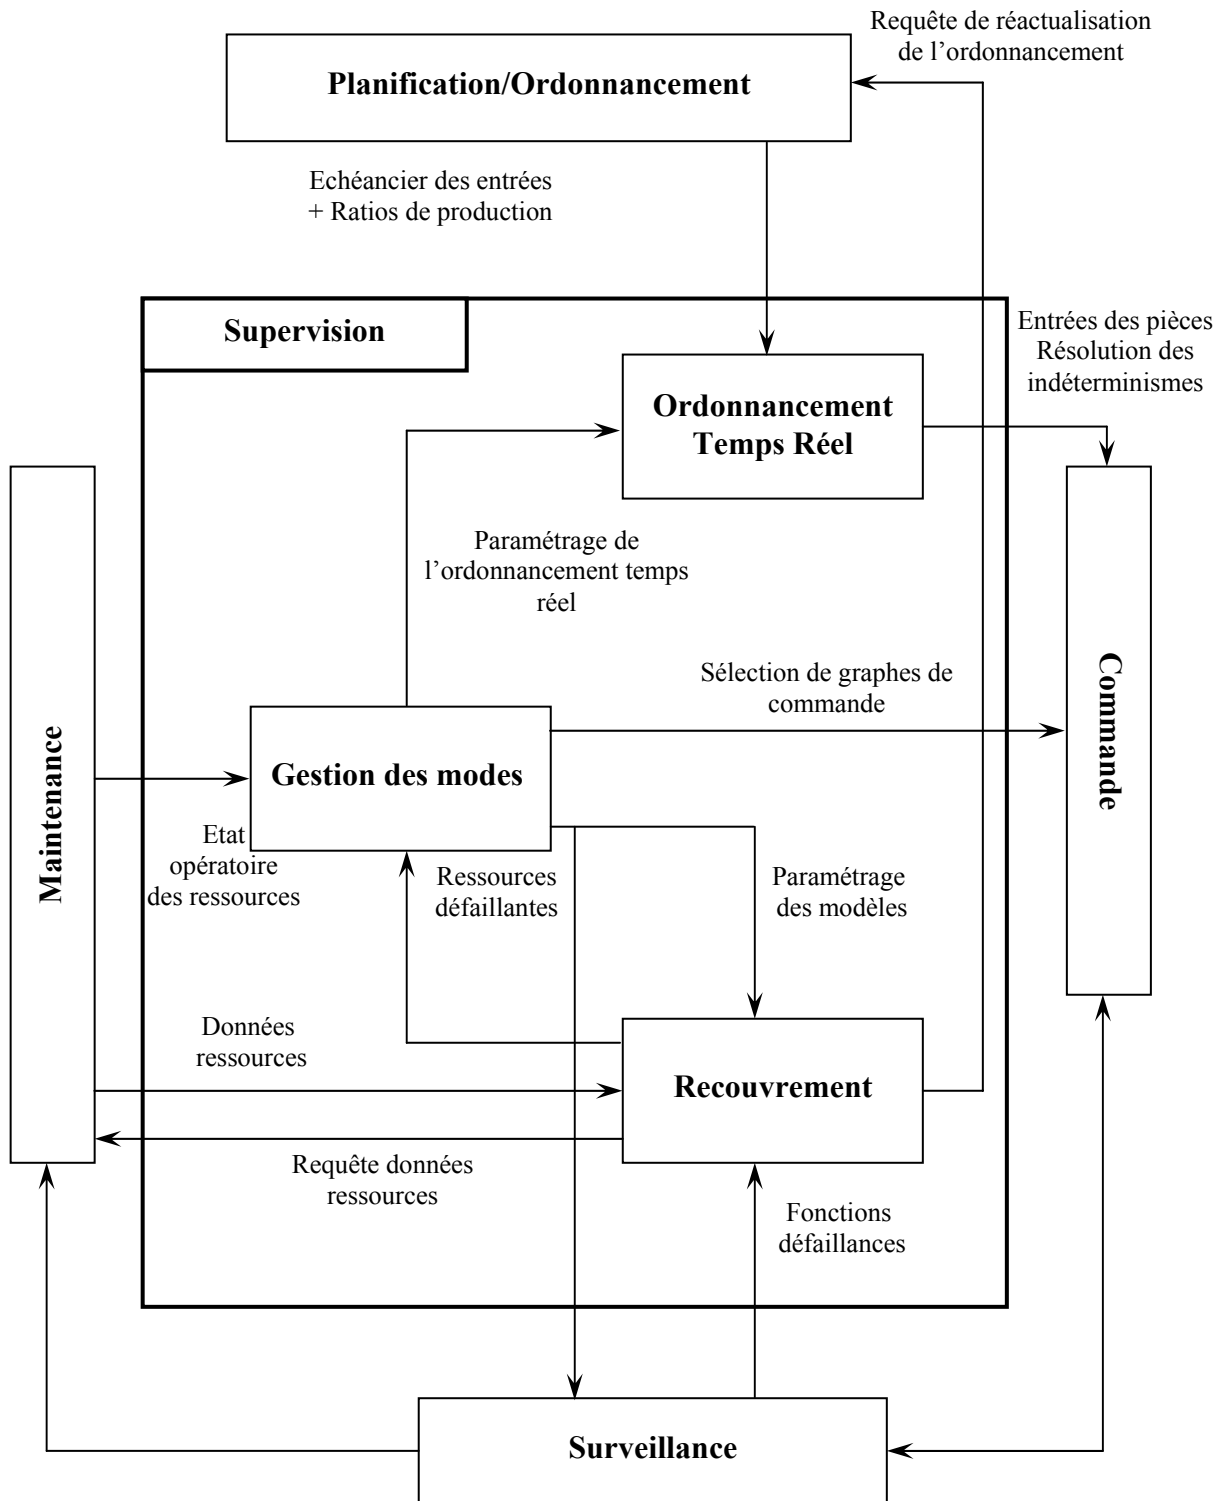 Requête de réactualisation
de l'ordonnancement
Planification/Ordonnancement
Echéancier des entrées
+ Ratios de production
Supervision
Entrées des pièces
Résolution des
indéterminismes
Ordonnancement
Temps Réel
Paramétrage de
l'ordonnancement temps
réel
Sélection de graphes de
commande
Commande
Maintenance
Gestion des modes
Etat
opératoire
des ressources
Ressources
défaillantes
Paramétrage
des modèles
Données
ressources
Recouvrement
Requête données
ressources
Fonctions
défaillances
Surveillance